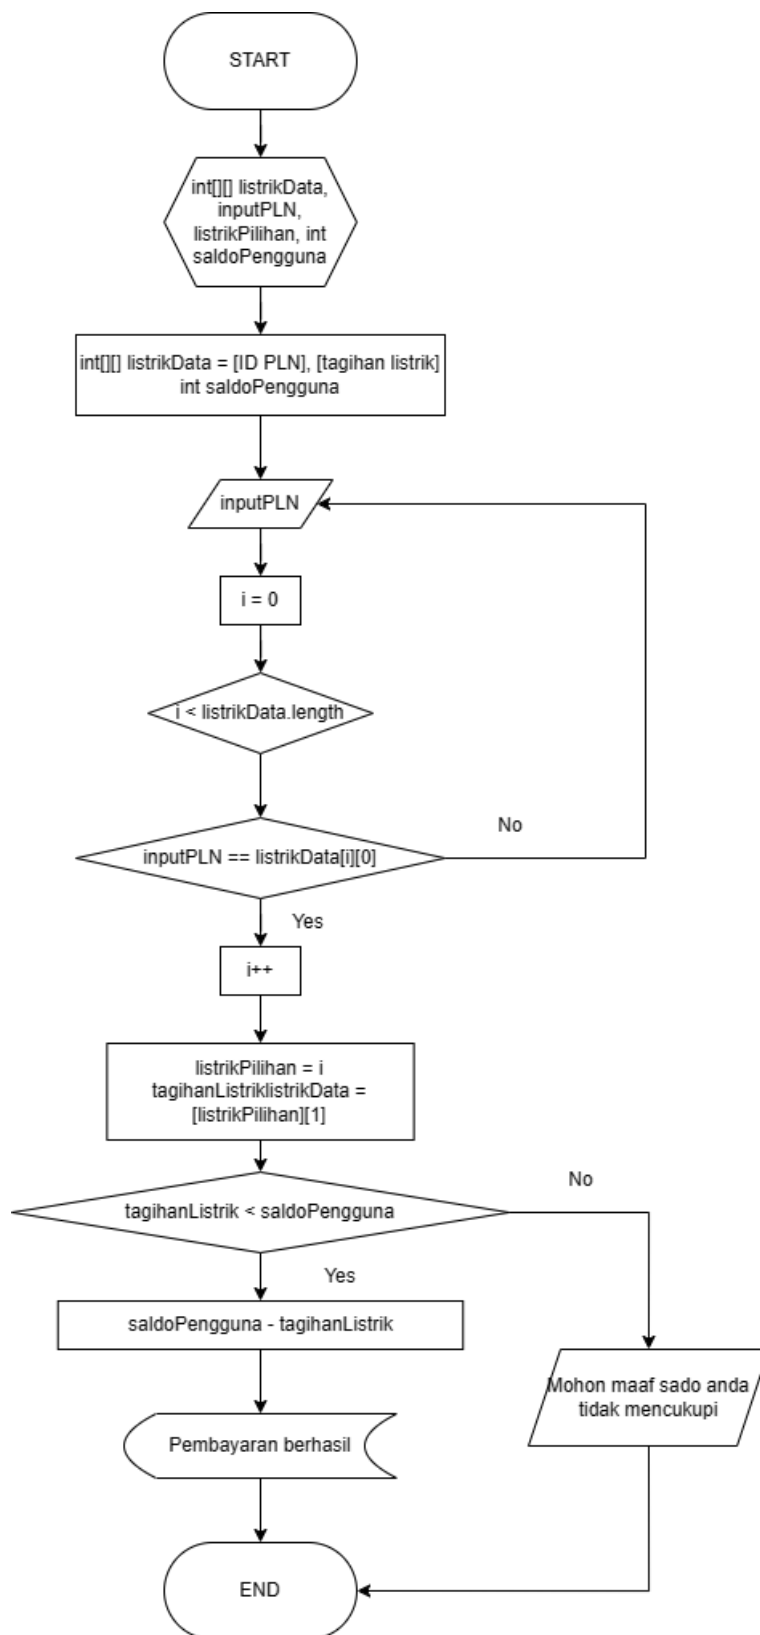 START
int[][] listrikData,
inputPLN,
listrikPilihan, int
saldoPengguna
int[][] listrikData = [ID PLN], [tagihan listrik]
int saldoPengguna
inputPLN
i = 0
i < listrikData.length
inputPLN == listrikData[i][0]
No
Yes
i++
listrikPilihan = i
tagihanListriklistrikData =
[listrikPilihan][1]
tagihanListrik < saldoPengguna
No
Yes
saldoPengguna - tagihanListrik
Mohon maaf sado anda
tidak mencukupi
Pembayaran berhasil
END